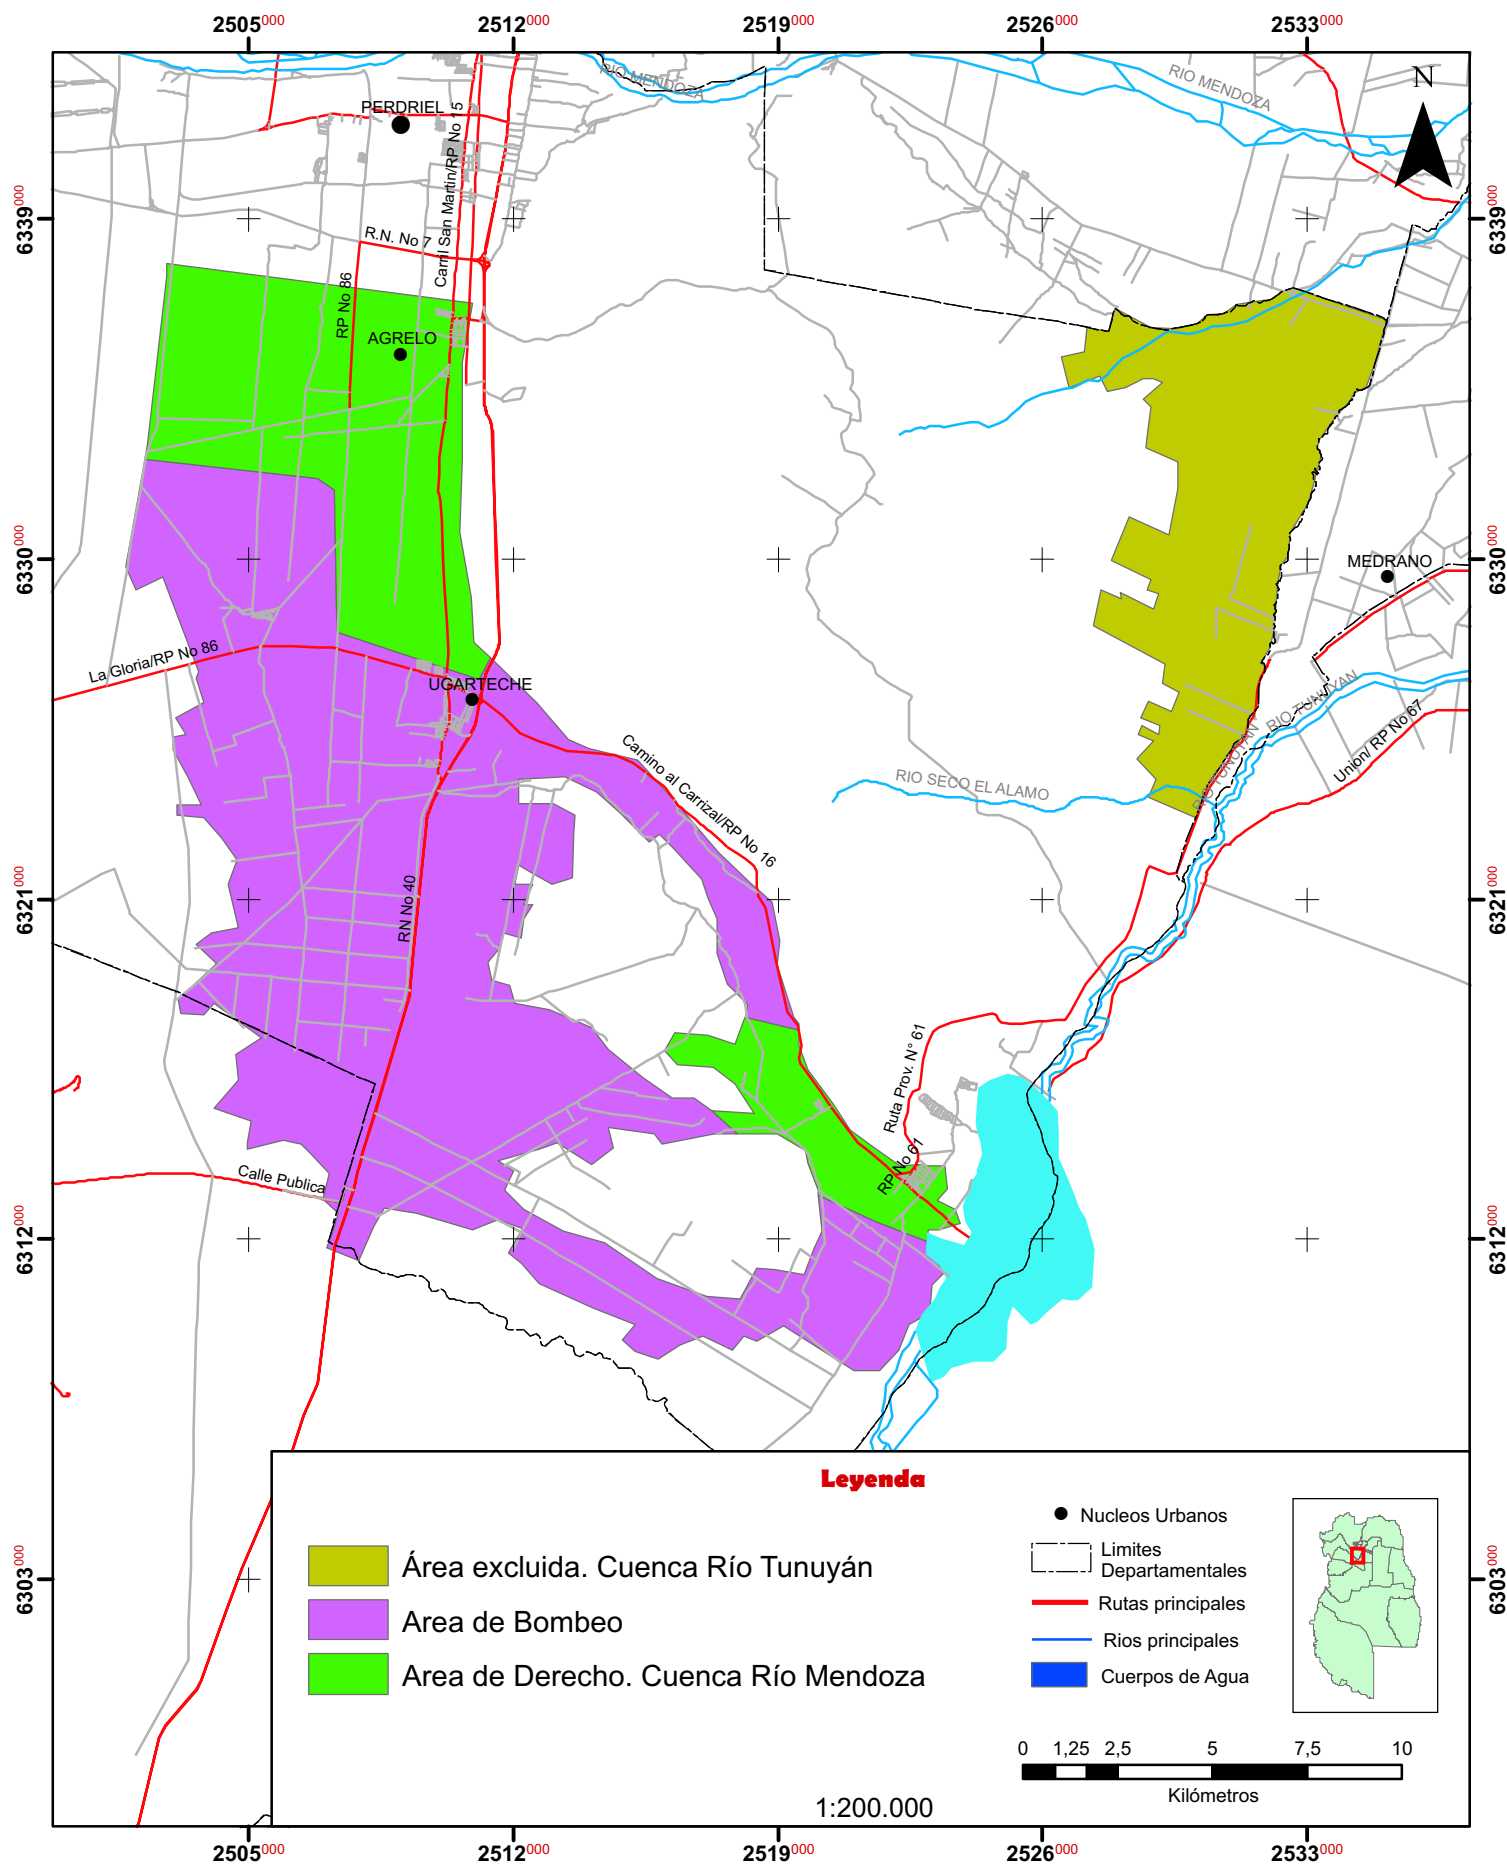 2505000 2512000 2519000 2526000 2533000
RIO MENDOZA
RIO MENDOZA
PERDRIEL
Carril San Martin/RP No 15
6339000
6339000
R.N. No 7
RP No 86
AGRELO
6330000
6330000
MEDRANO
La Gloria/RP No 86
UGARTECHE
RIO TUNUYAN
RIO TUNUYAN
Union/ RP No 67
Camino al Carrizal/RP No 16
RIO SECO EL ALAMO
RN No 40
6321000
6321000
Ruta Prov. N° 61
RP No 61
Calle Publica
6312000
6312000
Leyenda
Área excluida. Cuenca Río Tunuyán
Area de Bombeo
Area de Derecho. Cuenca Río Mendoza
Nucleos Urbanos
Limites
Departamentales
Rutas principales
Rios principales
Cuerpos de Agua
N
6303000
6303000
0 1,25 2,5 5 7,5 10
Kilómetros
1:200.000
2505000 2512000 2519000 2526000 2533000